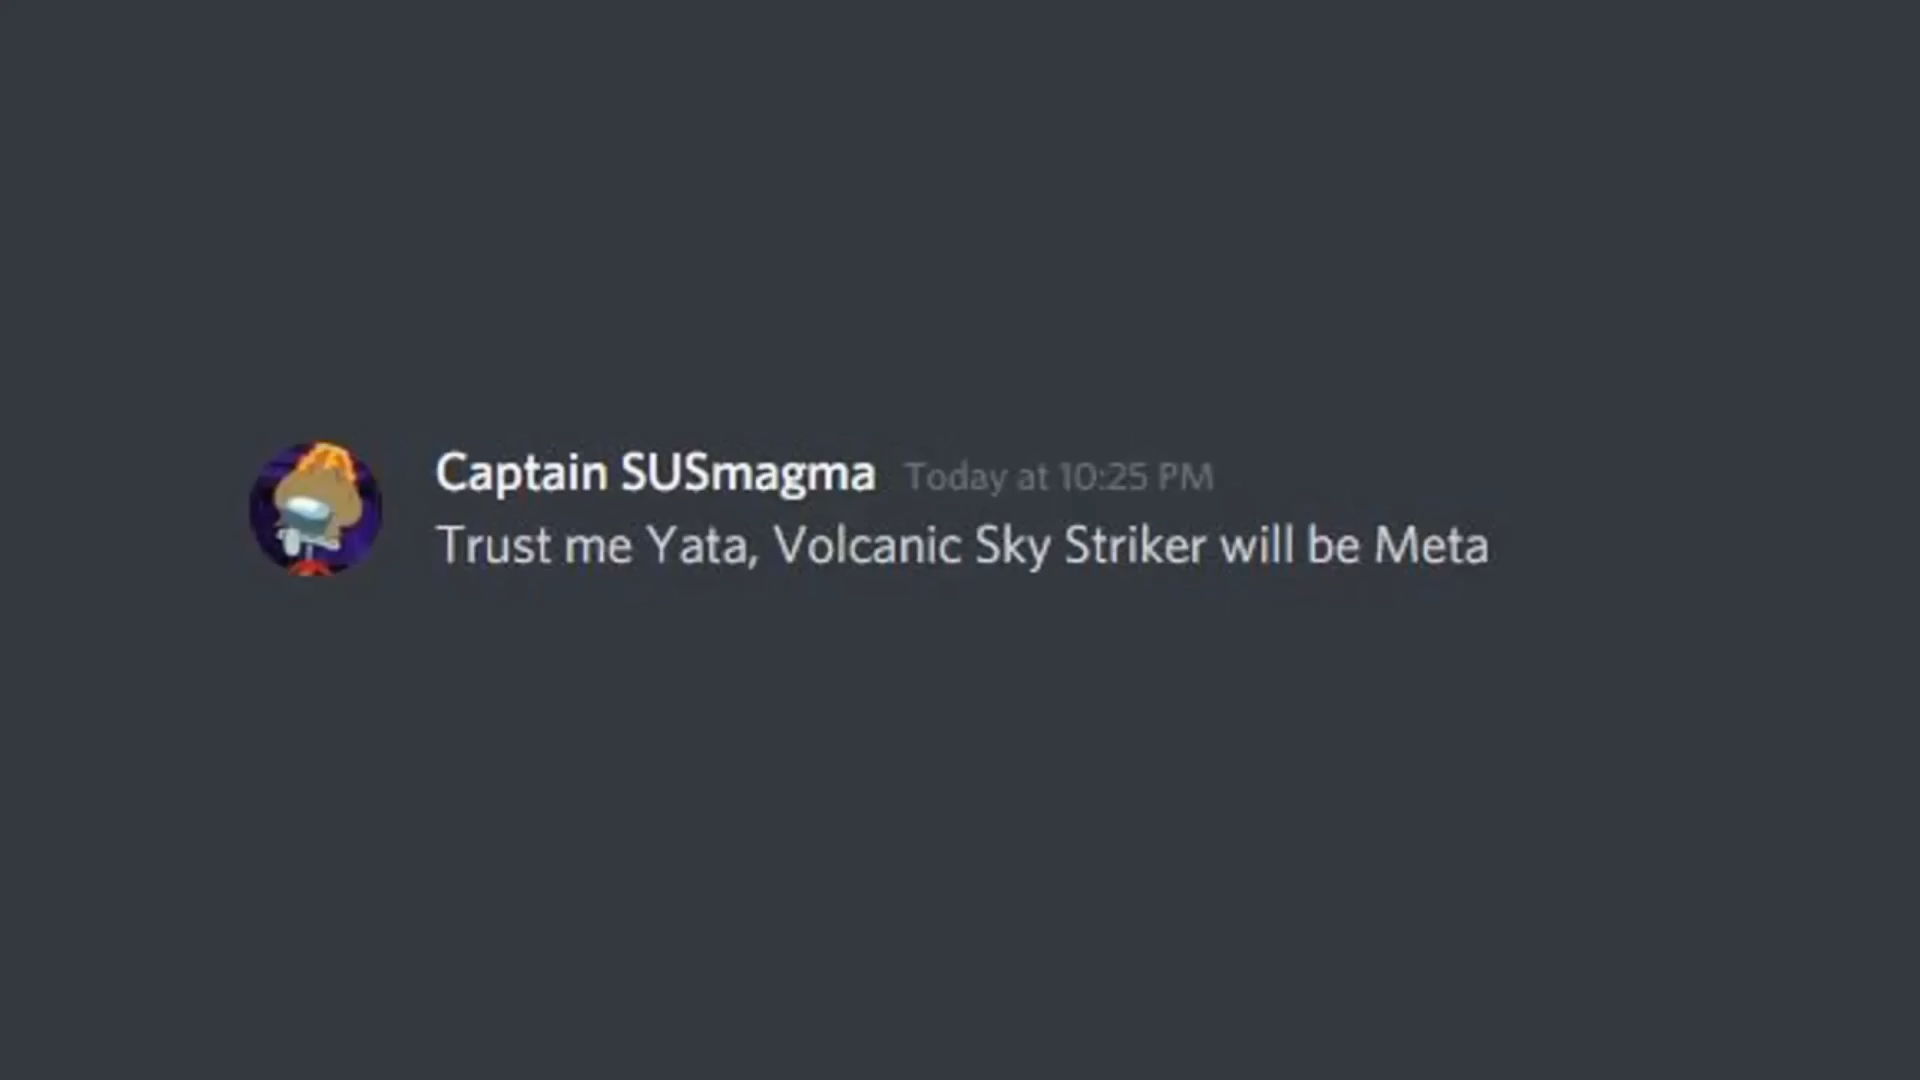 Captain SUSmagma Today at 10:25 PM
Trust me Yata, Volcanic Sky Striker will be Meta